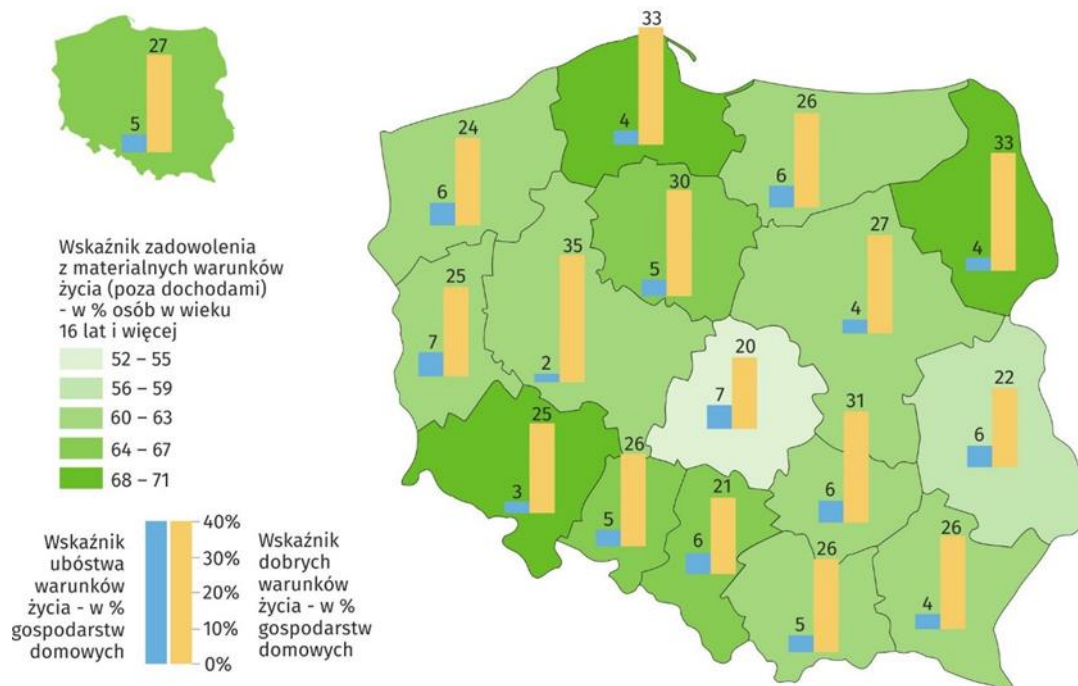 27
5
Wskaźnik zadowolenia
z materialnych warunków
życia (poza dochodami)
- w % osób w wieku
16 lat i więcej
52 – 55
56 – 59
60 – 63
64 – 67
68 – 71
Wskaźnik
ubóstwa
warunków
życia - w %
gospodarstw
domowych
40%
30%
20%
10%
0%
Wskaźnik
dobrych
warunków
życia - w %
gospodarstw
domowych
33
4
24
6
26
6
33
4
30
5
27
4
25
7
35
2
20
7
22
6
25
3
26
5
21
6
31
6
26
5
26
4